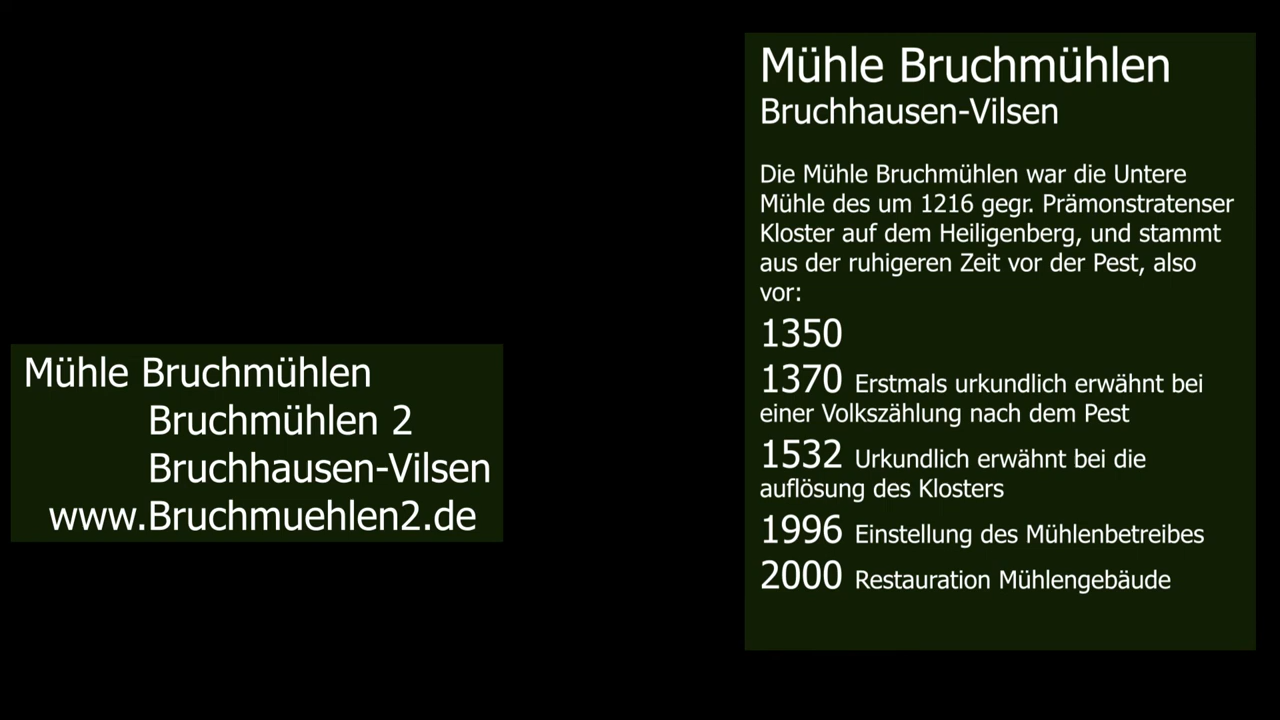 Mühle Bruchmühlen
Bruchmühlen 2
Bruchhausen-Vilsen
www.Bruchmuehlen2.de
Mühle Bruchmühlen
Bruchhausen-Vilsen
Die Mühle Bruchmühlen war die Untere
Mühle des um 1216 gegr. Prämonstratenser
Kloster auf dem Heiligenberg, und stammt
aus der ruhigeren Zeit vor der Pest, also
vor:
1350
1370 Erstmals urkundlich erwähnt bei
einer Volkszählung nach dem Pest
1532 Urkundlich erwähnt bei die
auflösung des Klosters
1996 Einstellung des Mühlenbetreibes
2000 Restauration Mühlengebäude